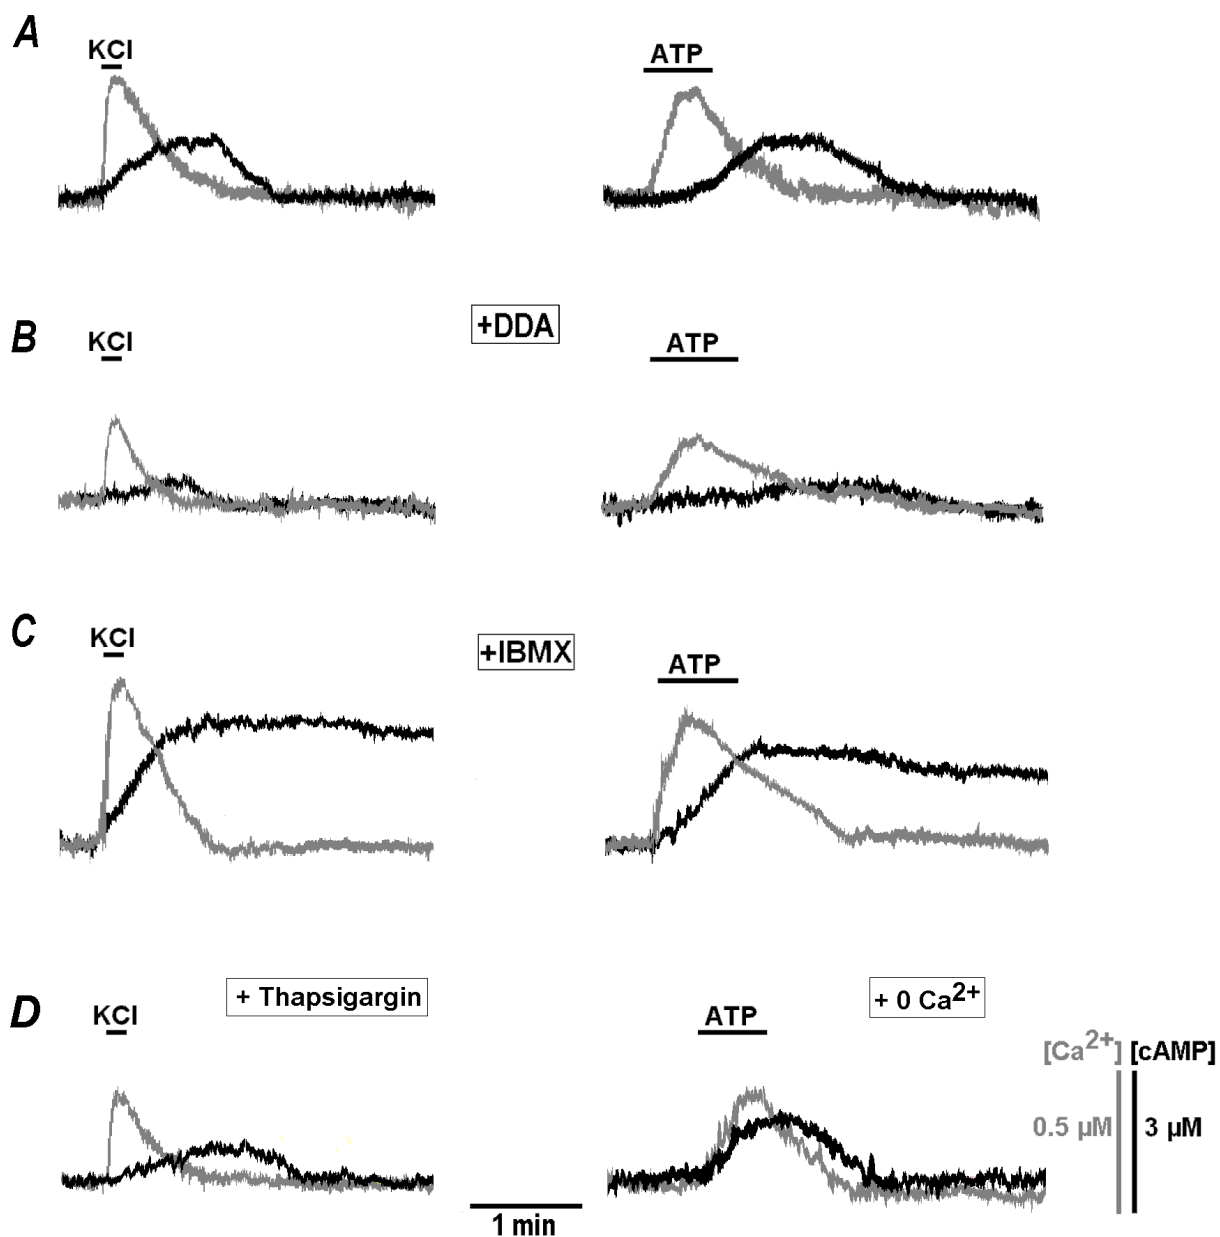 A
KCl
ATP
B
KCl
+DDA
ATP
C
KCl
+IBMX
ATP
D
KCl
+ Thapsigargin
ATP
+ 0 Ca²⁺
[Ca²⁺] [cAMP]
0.5 µM 3 µM
1 min